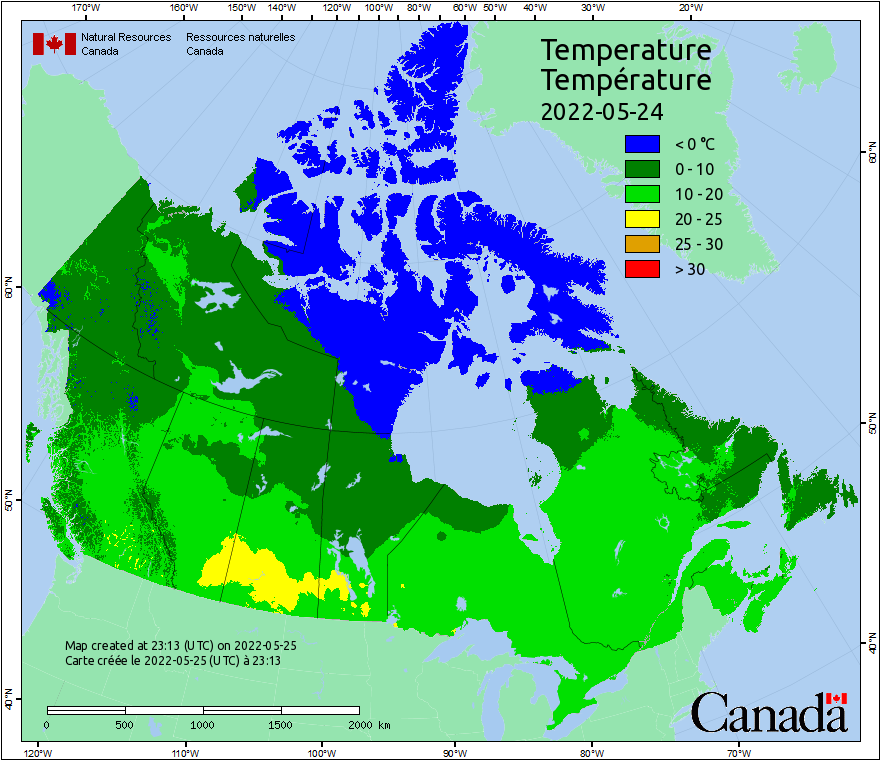 170°W 160°W 150°W 140°W 130°W 120°W 110°W 100°W 90°W 80°W 60°W 50°W 40°W 30°W 20°W
Natural Resources Ressources naturelles
Canada Canada
Temperature
Température
2022-05-24
< 0 °C
0 - 10
10 - 20
20 - 25
25 - 30
> 30
60°N
60°N
50°N
50°N
40°N
40°N
Map created at 23:13 (UTC) on 2022-05-25
Carte créée le 2022-05-25 (UTC) à 23:13
0 500 1000 1500 2000 km
Canada
120°W 110°W 100°W 90°W 80°W 70°W